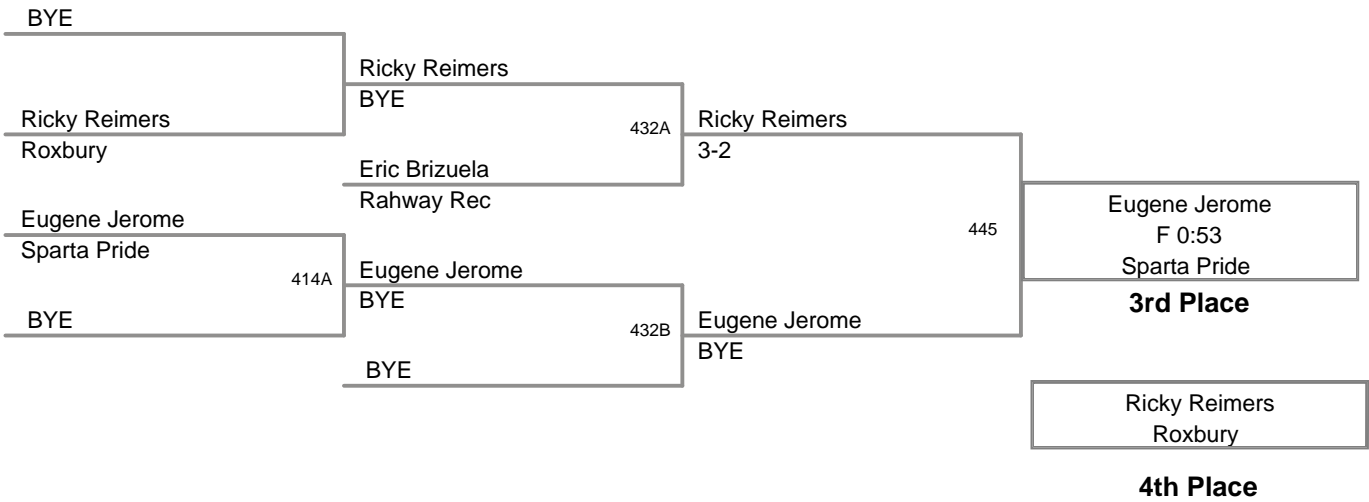 BYE
Ricky Reimers
BYE
Ricky Reimers
Roxbury
432A
Ricky Reimers
3-2
Eric Brizuela
Rahway Rec
Eugene Jerome
Sparta Pride
445
Eugene Jerome
F 0:53
Sparta Pride
3rd Place
414A
Eugene Jerome
BYE
BYE
432B
Eugene Jerome
BYE
BYE
Ricky Reimers
Roxbury
4th Place